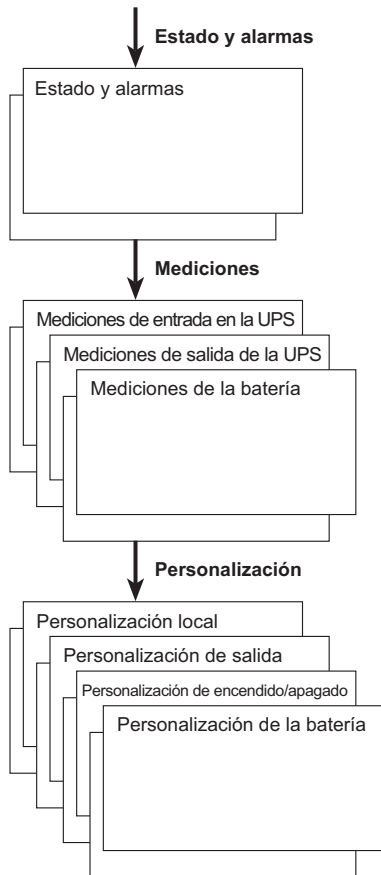 Estado y alarmas
Estado y alarmas
Mediciones
Mediciones de entrada en la UPS
Mediciones de salida de la UPS
Mediciones de la batería
Personalización
Personalización local
Personalización de salida
Personalización de encendido/apagado
Personalización de la batería